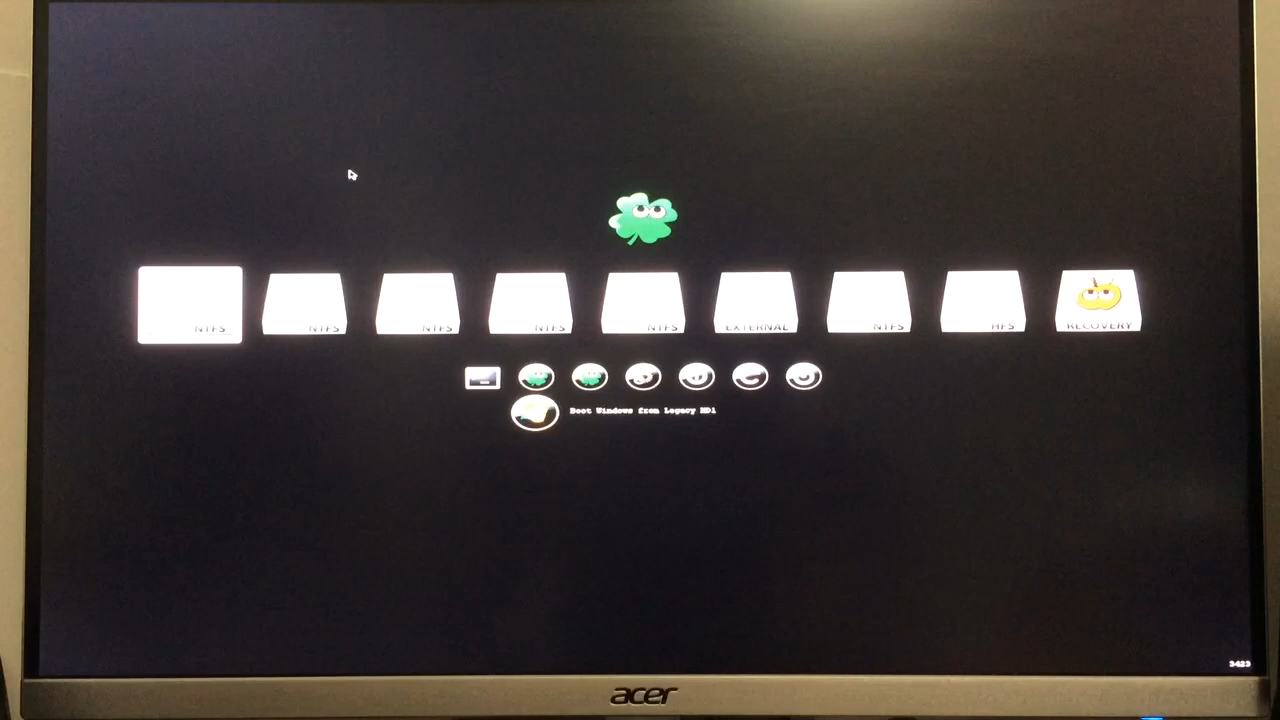 NTFS NTFS NTFS NTFS NTFS EXTERNAL NTFS HFS RECOVERY
Boot Windows from Legacy HD1
3423
acer